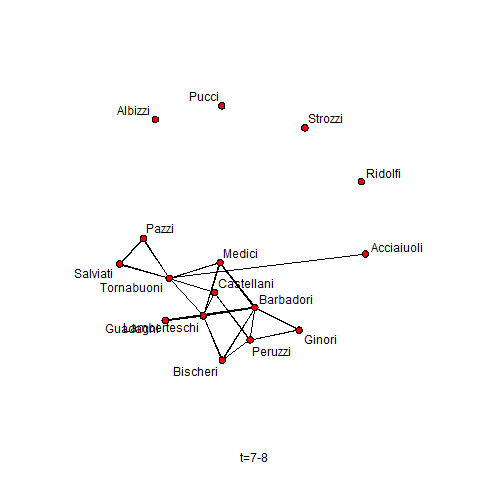 Pucci
Albizzi
Strozzi
Ridolfi
Pazzi
Acciaiuoli
Medici
Salviati
Tornabuoni
Castellani
Barbadori
Guadagni
Lamberteschi
Ginori
Peruzzi
Bischeri
t=7-8